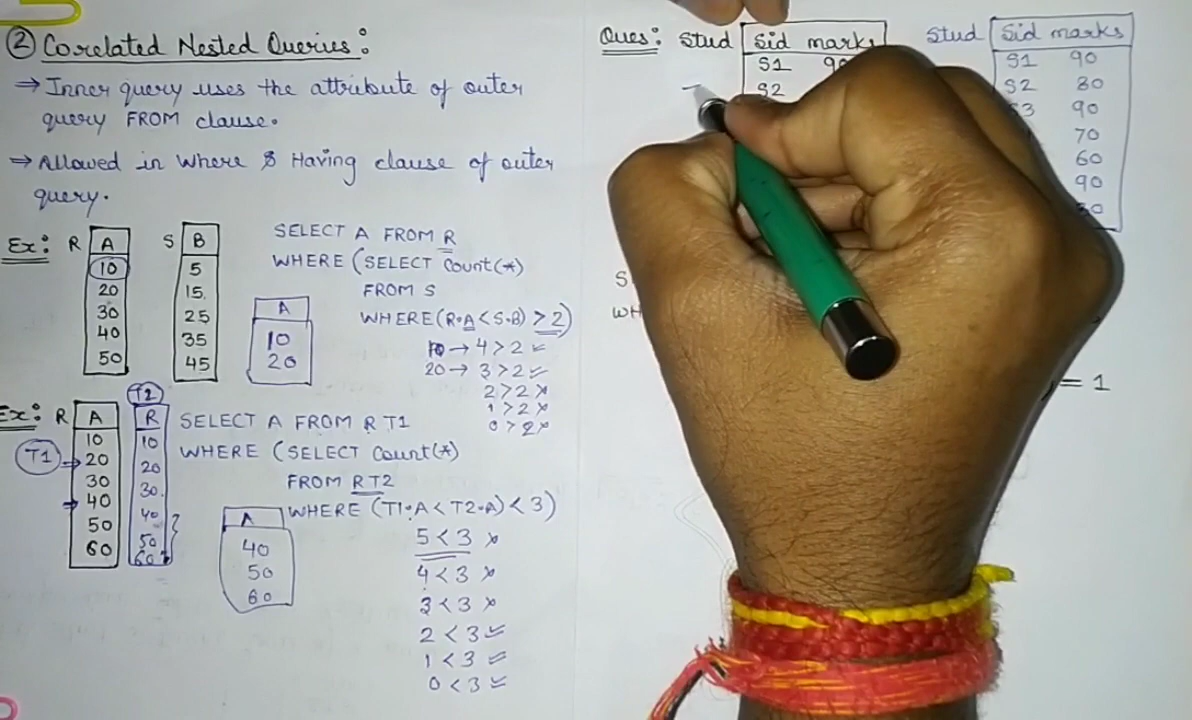 ② Corelated Nested Queries:
⇒ Inner query uses the attribute of outer
query FROM clause.
⇒ Allowed in Where & Having clause of outer
query.
Ex: R
A
10
20
30
40
50
S
B
5
15
25
35
45
SELECT A FROM R
WHERE (SELECT Count(*)
FROM S
WHERE (R.A < S.B) > 2)
A
10
20
10 → 4 > 2 ✓
20 → 3 > 2 ✓
2 > 2 ×
1 > 2 ×
0 > 2 ×
Ex: R
A
10
20
30
40
50
60
T1
T2
R
10
20
30
40
50
60
SELECT A FROM R T1
WHERE (SELECT Count(*)
FROM R T2
WHERE (T1.A < T2.A) < 3)
A
40
50
60
5 < 3 ×
4 < 3 ×
3 < 3 ×
2 < 3 ✓
1 < 3 ✓
0 < 3 ✓
Ques: Stud
Sid marks
S1
S2
Stud
Sid marks
S1 90
S2 80
90
70
60
90
S
WH
= 1